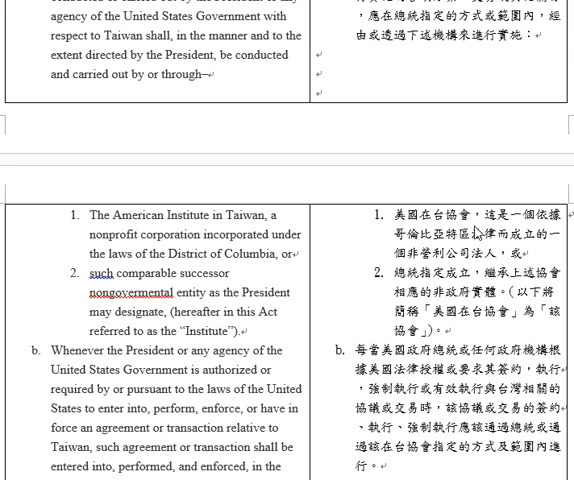 agency of the United States Government with
respect to Taiwan shall, in the manner and to the
extent directed by the President, be conducted
and carried out by or through─
，應在總統指定的方式或範圍內，經
由或透過下述機構來進行實施：
1. The American Institute in Taiwan, a
nonprofit corporation incorporated under
the laws of the District of Columbia, or
2. such comparable successor
nongovermental entity as the President
may designate, (hereafter in this Act
referred to as the “Institute”).
b. Whenever the President or any agency of the
United States Government is authorized or
required by or pursuant to the laws of the United
States to enter into, perform, enforce, or have in
force an agreement or transaction relative to
Taiwan, such agreement or transaction shall be
entered into, performed, and enforced, in the
1. 美國在台協會，這是一個依據
哥倫比亞特區法律而成立的一
個非營利公司法人，或
2. 總統指定成立，繼承上述協會
相應的非政府實體。（以下將
簡稱「美國在台協會」為「該
協會」）。
b. 每當美國政府總統或任何政府機構根
據美國法律授權或要求其簽約，執行
，強制執行或有效執行與台灣相關的
協議或交易時，該協議或交易的簽約
、執行、強制執行應該通過總統或通
過該在台協會指定的方式及範圍內進
行。